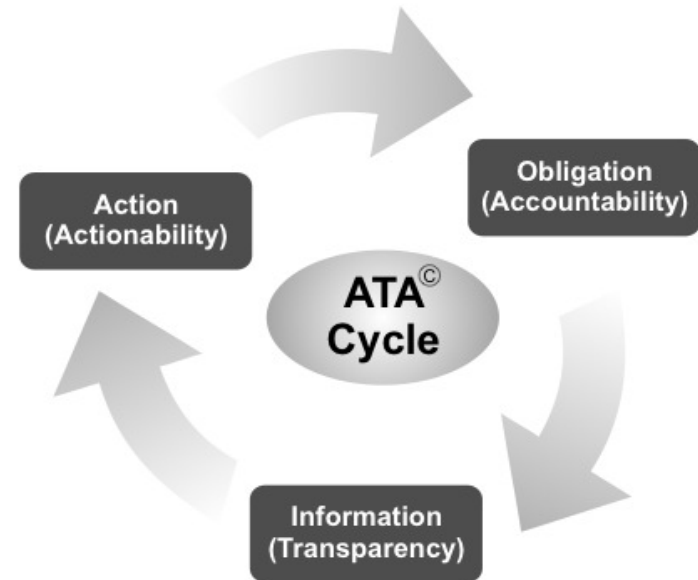 Obligation
(Accountability)
Action
(Actionability)
ATA©
Cycle
Information
(Transparency)